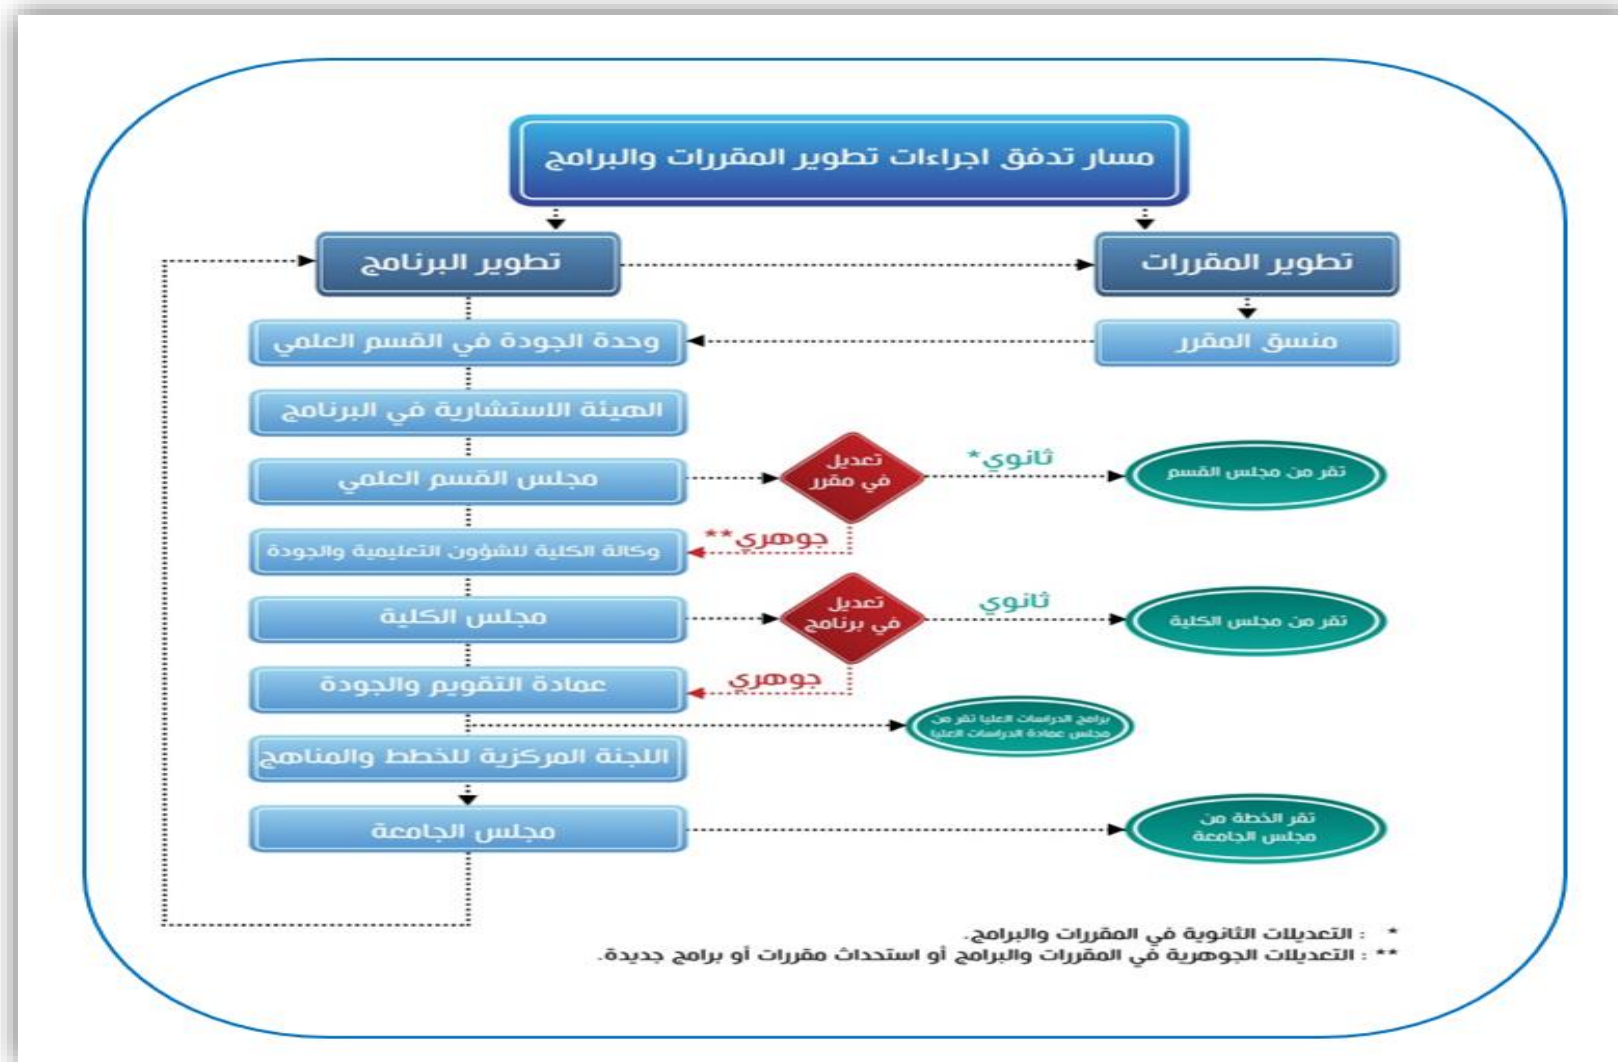 مسار تدفق اجراءات تطوير المقررات والبرامج
تطوير المقررات
تطوير البرنامج
منسق المقرر
وحدة الجودة في القسم العلمي
الهيئة الاستشارية في البرنامج
مجلس القسم العلمي
تعديل
في مقرر
ثانوي*
تقر من مجلس القسم
جوهري**
وكالة الكلية للشؤون التعليمية والجودة
مجلس الكلية
تعديل
في برنامج
ثانوي
تقر من مجلس الكلية
جوهري
عمادة التقويم والجودة
برامج الدراسات العليا تقر من
مجلس عمادة الدراسات العليا
اللجنة المركزية للخطط والمناهج
مجلس الجامعة
تقر الخطة من
مجلس الجامعة
* : التعديلات الثانوية في المقررات والبرامج.
** : التعديلات الجوهرية في المقررات والبرامج أو استحداث مقررات أو برامج جديدة.